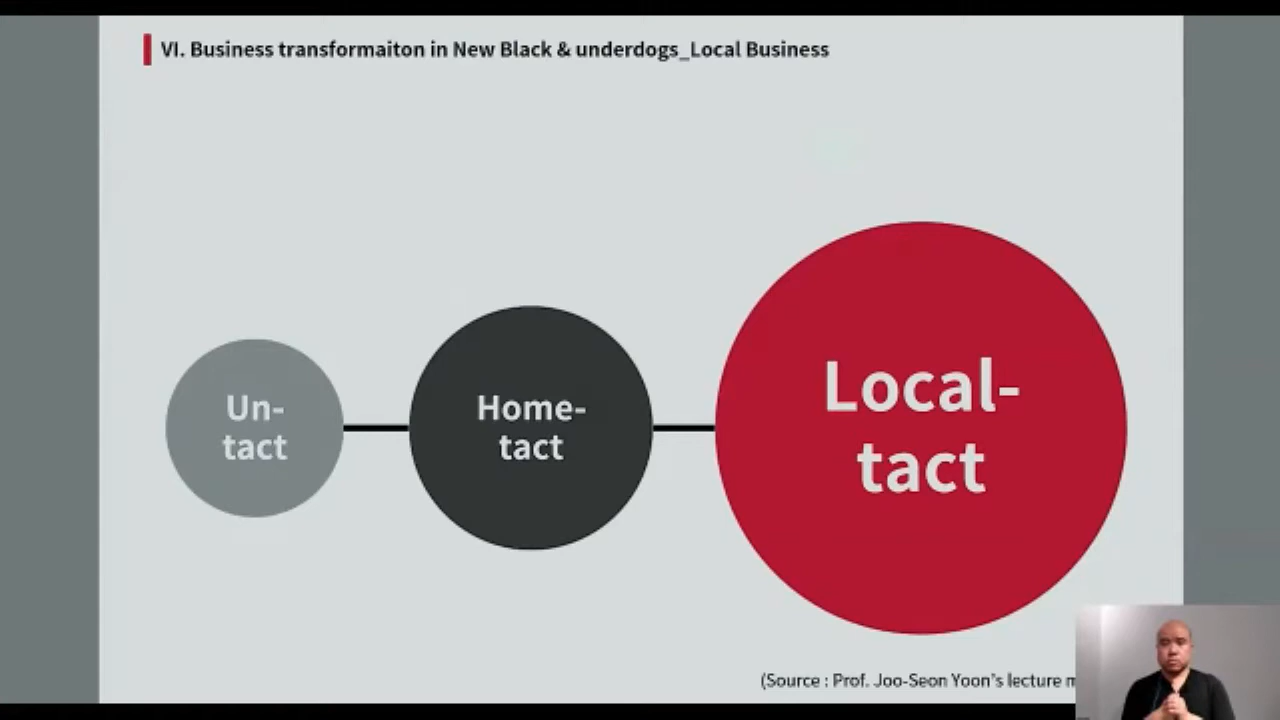 VI. Business transformaiton in New Black & underdogs_Local Business
Un-
tact
Home-
tact
Local-
tact
(Source : Prof. Joo-Seon Yoon's lecture